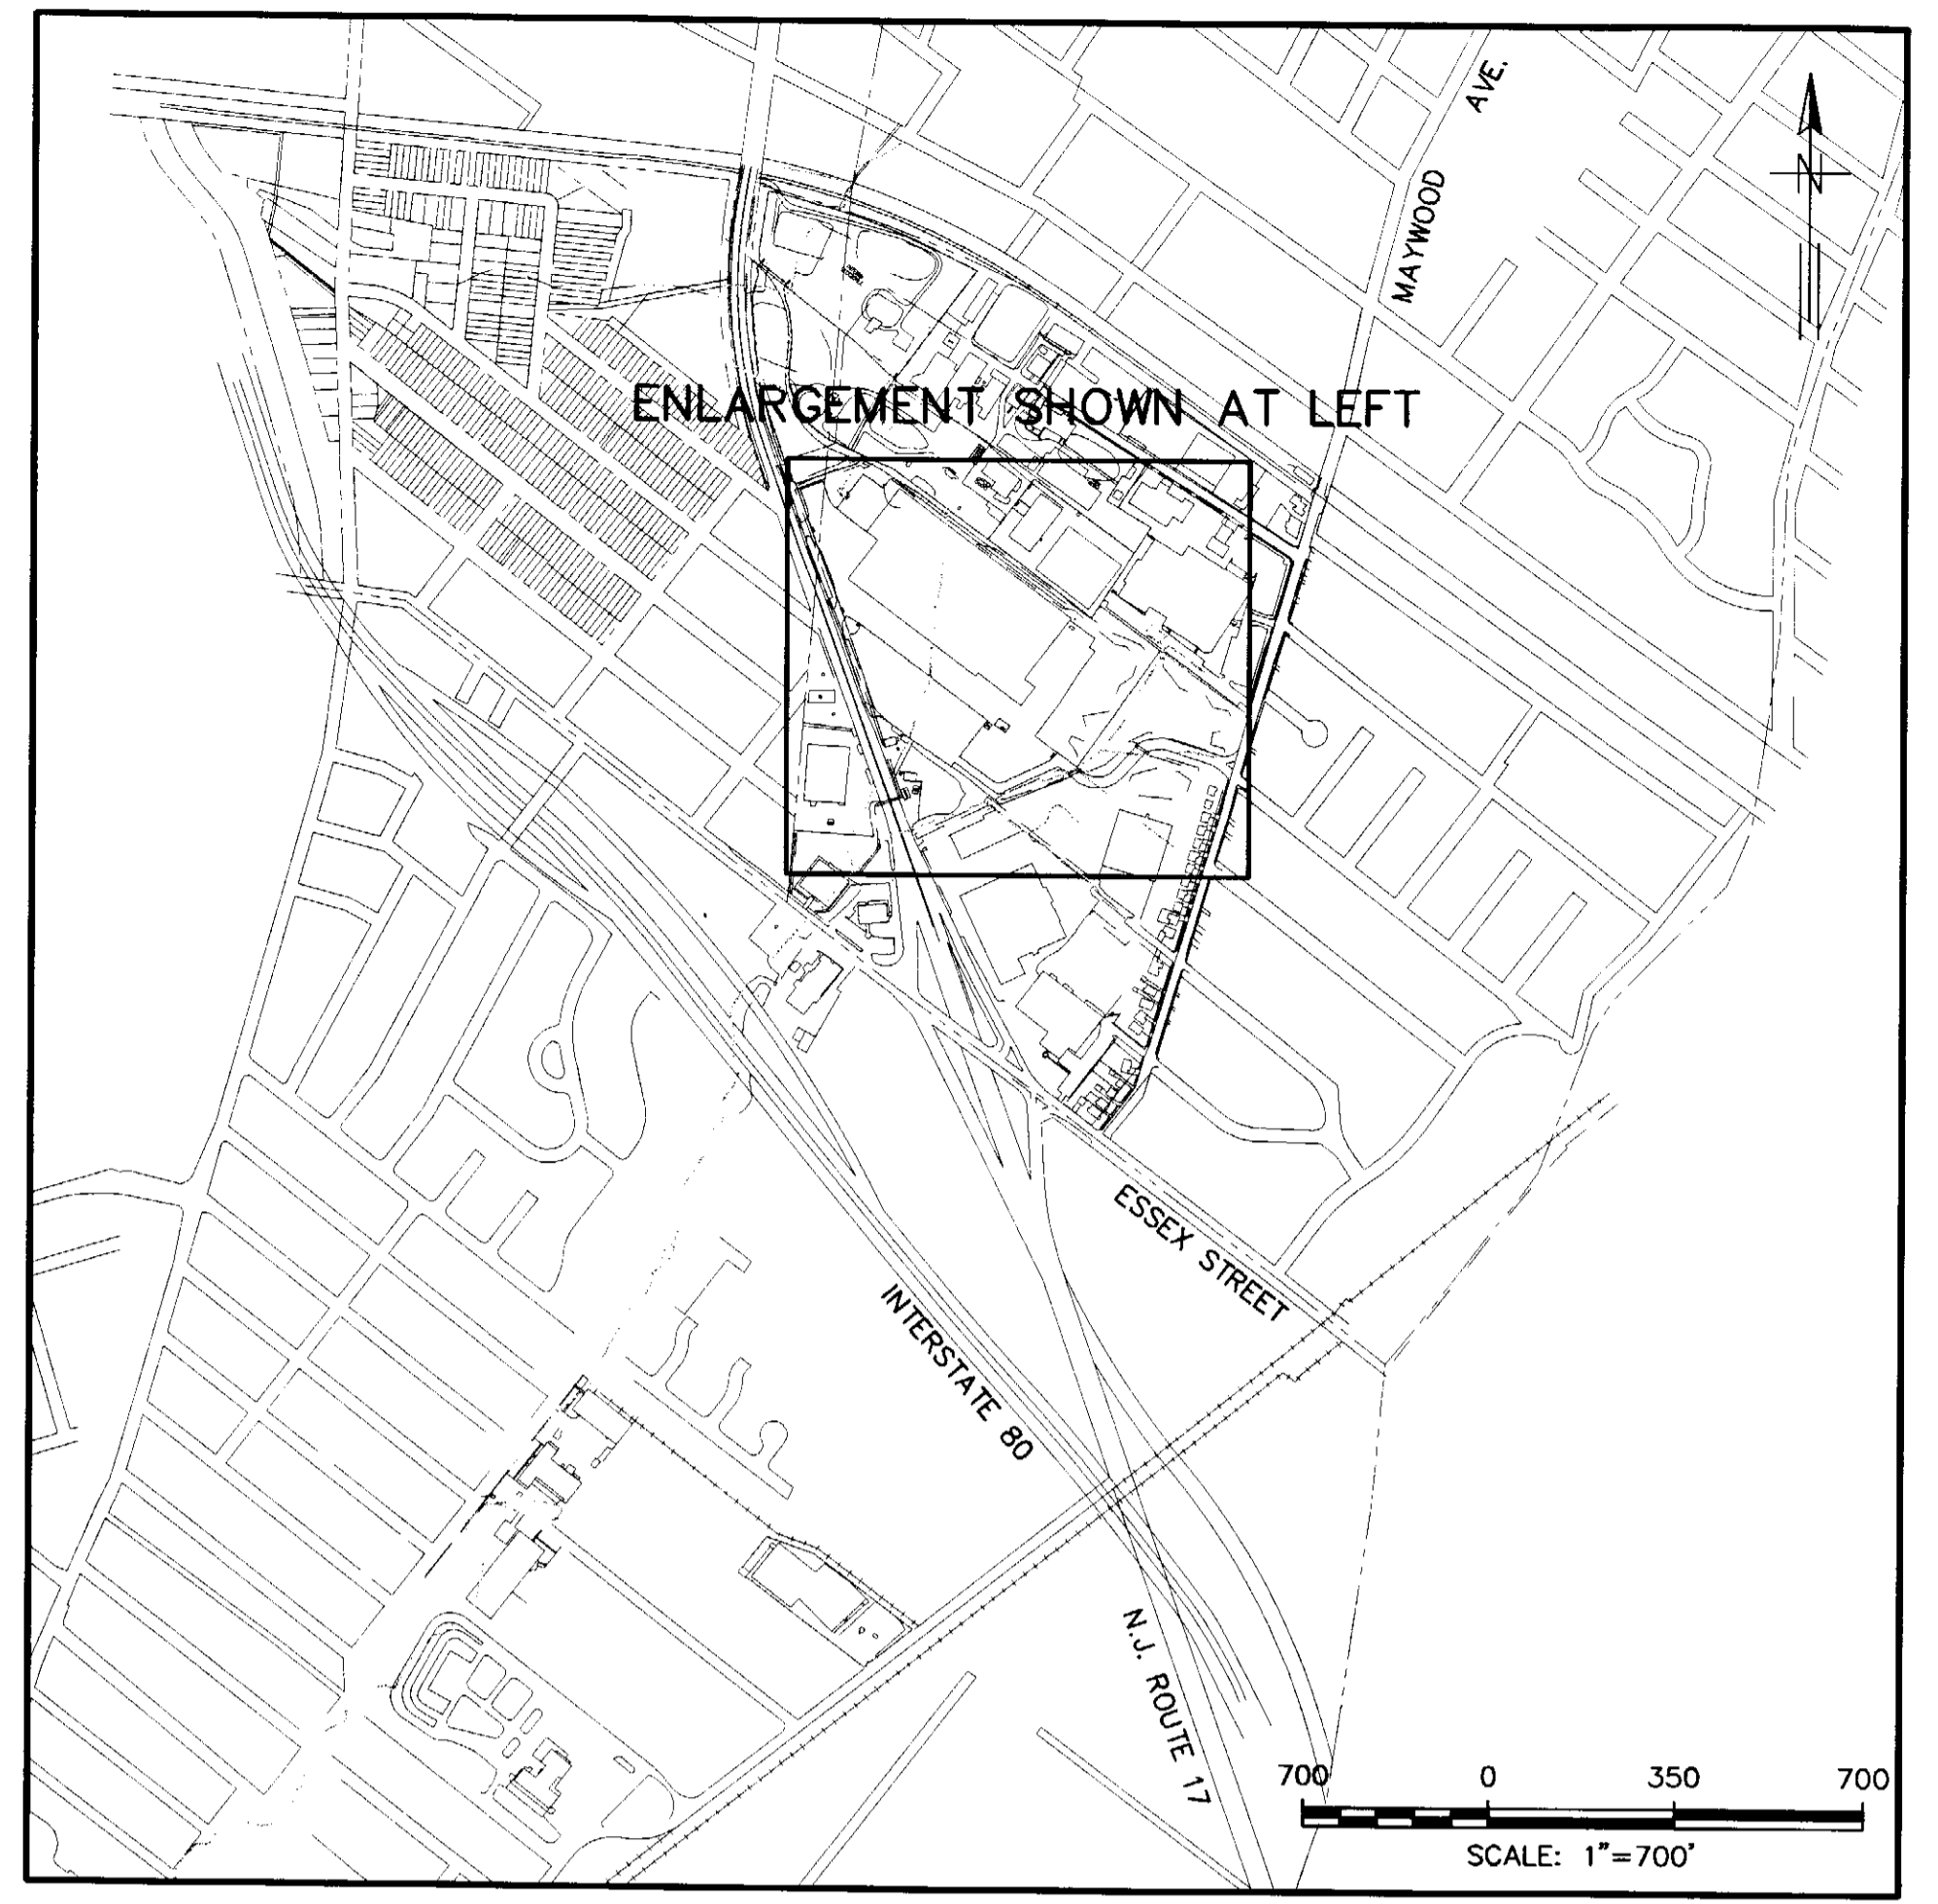 AVE.
MAYWOOD
N
ENLARGEMENT SHOWN AT LEFT
ESSEX STREET
INTERSTATE 80
N.J. ROUTE 17
700 0 350 700
SCALE: 1"=700'